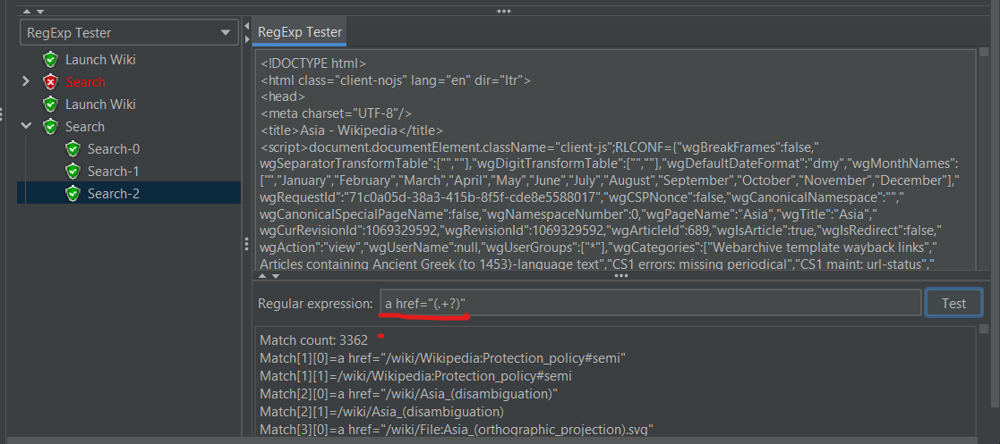 RegExp Tester
Launch Wiki
Search
Launch Wiki
Search
Search-0
Search-1
Search-2
RegExp Tester
<!DOCTYPE html>
<html class="client-nojs" lang="en" dir="ltr">
<head>
<meta charset="UTF-8"/>
<title>Asia - Wikipedia</title>
<script>document.documentElement.className="client-js";RLCONF={"wgBreakFrames":false,"
wgSeparatorTransformTable":["",""],"wgDigitTransformTable":["",""],"wgDefaultDateFormat":"dmy","wgMonthNames":
["","January","February","March","April","May","June","July","August","September","October","November","December"],"
wgRequestId":"71c0a05d-38a3-415b-8f5f-cde8e5588017","wgCSPNonce":false,"wgCanonicalNamespace":"","
wgCanonicalSpecialPageName":false,"wgNamespaceNumber":0,"wgPageName":"Asia","wgTitle":"Asia","
wgCurRevisionId":1069329592,"wgRevisionId":1069329592,"wgArticleId":689,"wgIsArticle":true,"wgIsRedirect":false,"
wgAction":"view","wgUserName":null,"wgUserGroups":["*"],"wgCategories":["Webarchive template wayback links","
Articles containing Ancient Greek (to 1453)-language text","CS1 errors: missing periodical","CS1 maint: url-status","
Regular expression: a href="(.+?)" Test
Match count: 3362
Match[1][0]=a href="/wiki/Wikipedia:Protection_policy#semi"
Match[1][1]=/wiki/Wikipedia:Protection_policy#semi
Match[2][0]=a href="/wiki/Asia_(disambiguation)"
Match[2][1]=/wiki/Asia_(disambiguation)
Match[3][0]=a href="/wiki/File:Asia_(orthographic_projection).svg"